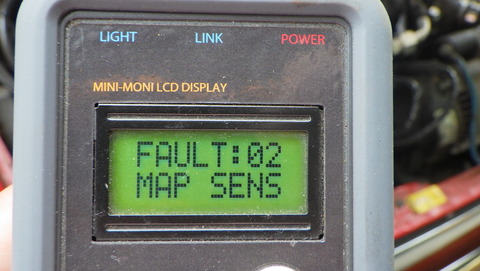 LIGHT LINK POWER
MINI-MONI LCD DISPLAY
FAULT:02
MAP SENS